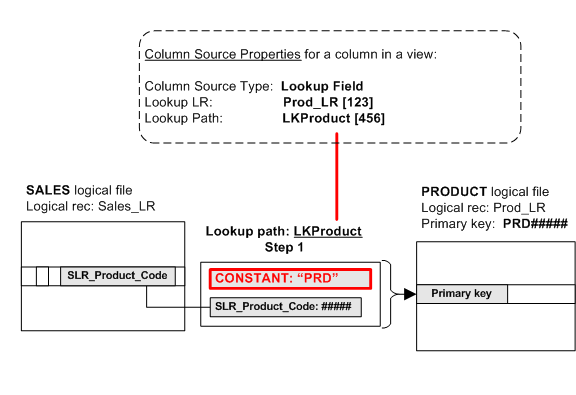 Column Source Properties for a column in a view:
Column Source Type: Lookup Field
Lookup LR: Prod_LR [123]
Lookup Path: LKProduct [456]
SALES logical file
Logical rec: Sales_LR
SLR_Product_Code
Lookup path: LKProduct
Step 1
CONSTANT: “PRD”
SLR_Product_Code: #####
PRODUCT logical file
Logical rec: Prod_LR
Primary key: PRD#####
Primary key